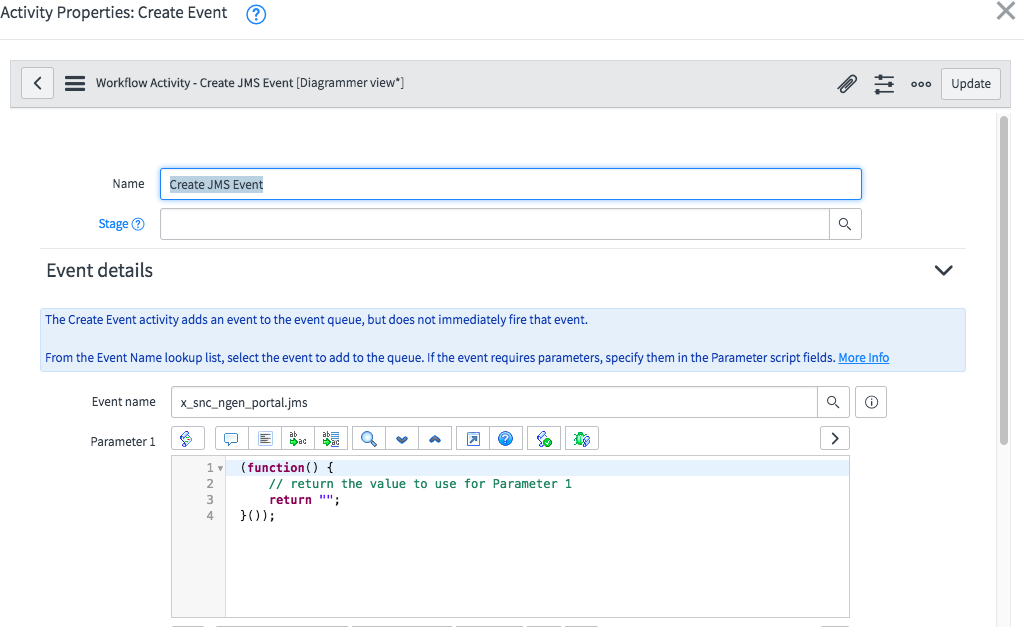 Activity Properties: Create Event
Workflow Activity - Create JMS Event [Diagrammer view*]
Update
Name
Create JMS Event
Stage
Event details
The Create Event activity adds an event to the event queue, but does not immediately fire that event.
From the Event Name lookup list, select the event to add to the queue. If the event requires parameters, specify them in the Parameter script fields. More Info
Event name
x_snc_ngen_portal.jms
Parameter 1
1 (function() {
2 // return the value to use for Parameter 1
3 return "";
4 }());